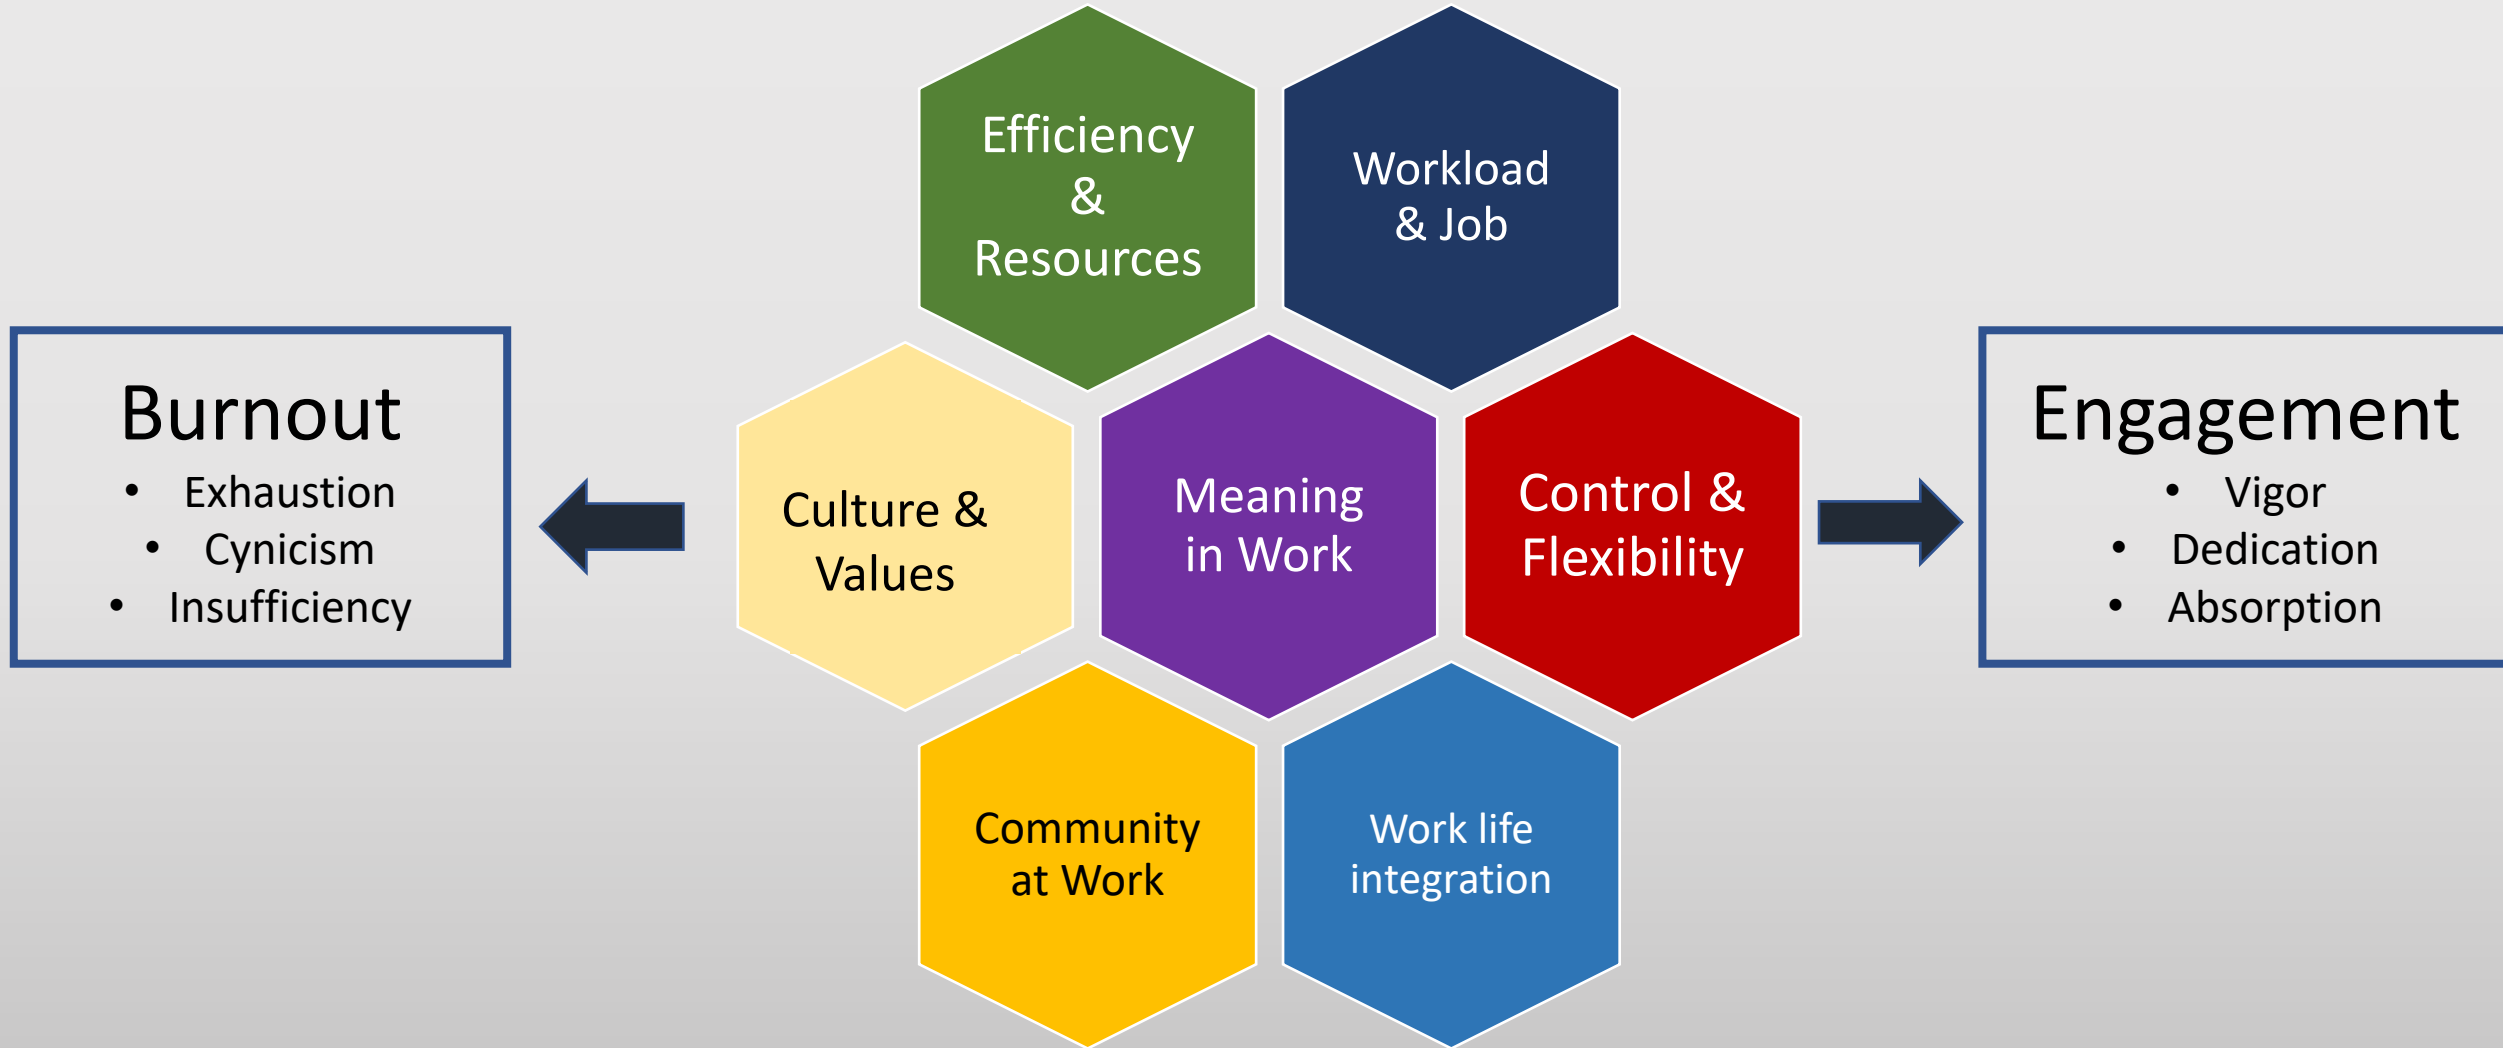 Efficiency
&
Resources
Workload
& Job
Burnout
• Exhaustion
• Cynicism
• Insufficiency
Culture &
Values
Meaning
in Work
Control &
Flexibility
Engagement
• Vigor
• Dedication
• Absorption
Community
at Work
Work life
integration